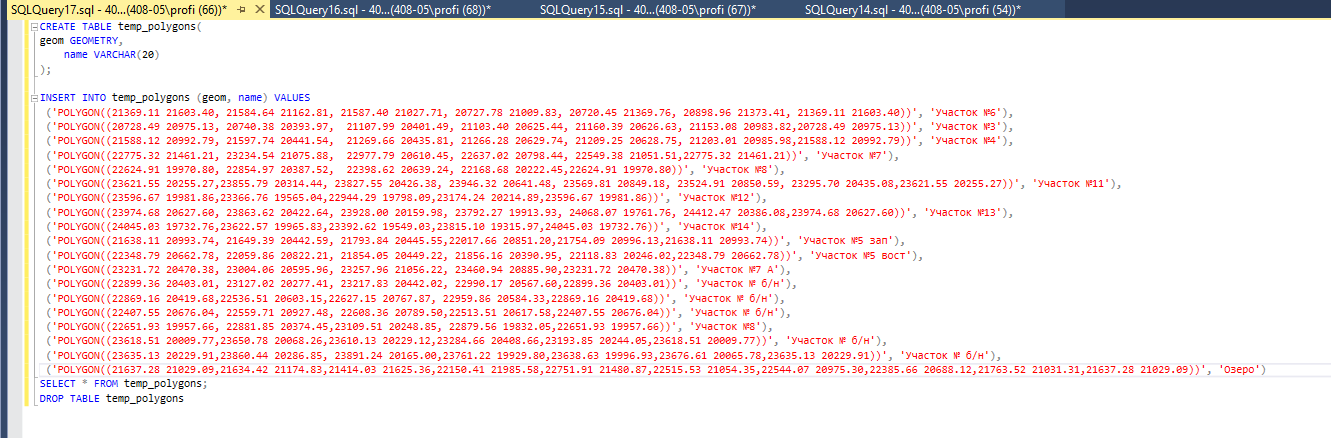 SQLQuery17.sql - 40...(408-05\profi (66))* SQLQuery16.sql - 40...(408-05\profi (68))* SQLQuery15.sql - 40...(408-05\profi (67))* SQLQuery14.sql - 40...(408-05\profi (54))*
CREATE TABLE temp_polygons(
geom GEOMETRY,
name VARCHAR(20)
);
INSERT INTO temp_polygons (geom, name) VALUES
('POLYGON((21369.11 21603.40, 21584.64 21162.81, 21587.40 21027.71, 20727.78 21009.83, 20720.45 21369.76, 20898.96 21373.41, 21369.11 21603.40))', 'Участок №6'),
('POLYGON((20728.49 20975.13, 20740.38 20393.97,  21107.99 20401.49, 21103.40 20625.44, 21160.39 20626.63, 21153.08 20983.82,20728.49 20975.13))', 'Участок №3'),
('POLYGON((21588.12 20992.79, 21597.74 20441.54,  21269.66 20435.81, 21266.28 20629.74, 21209.25 20628.75, 21203.01 20985.98,21588.12 20992.79))', 'Участок №4'),
('POLYGON((22775.32 21461.21, 23234.54 21075.88,  22977.79 20610.45, 22637.02 20798.44, 22549.38 21051.51,22775.32 21461.21))', 'Участок №7'),
('POLYGON((22624.91 19970.80, 22854.97 20387.52,  22398.62 20639.24, 22168.68 20222.45,22624.91 19970.80))', 'Участок №8'),
('POLYGON((23621.55 20255.27,23855.79 20314.44, 23827.55 20426.38, 23946.32 20641.48, 23569.81 20849.18, 23524.91 20850.59, 23295.70 20435.08,23621.55 20255.27))', 'Участок №11'),
('POLYGON((23596.67 19981.86,23366.76 19565.04,22944.29 19798.09,23174.24 20214.89,23596.67 19981.86))', 'Участок №12'),
('POLYGON((23974.68 20627.60, 23863.62 20422.64, 23928.00 20159.98, 23792.27 19913.93, 24068.07 19761.76, 24412.47 20386.08,23974.68 20627.60))', 'Участок №13'),
('POLYGON((24045.03 19732.76,23622.57 19965.83,23392.62 19549.03,23815.10 19315.97,24045.03 19732.76))', 'Участок №14'),
('POLYGON((21638.11 20993.74, 21649.39 20442.59, 21793.84 20445.55,22017.66 20851.20,21754.09 20996.13,21638.11 20993.74))', 'Участок №5 зап'),
('POLYGON((22348.79 20662.78, 22059.86 20822.21, 21854.05 20449.22, 21856.16 20390.95, 22118.83 20246.02,22348.79 20662.78))', 'Участок №5 вост'),
('POLYGON((23231.72 20470.38, 23004.06 20595.96, 23257.96 21056.22, 23460.94 20885.90,23231.72 20470.38))', 'Участок №7 А'),
('POLYGON((22899.36 20403.01, 23127.02 20277.41, 23217.83 20442.02, 22990.17 20567.60,22899.36 20403.01))', 'Участок № б/н'),
('POLYGON((22869.16 20419.68,22536.51 20603.15,22627.15 20767.87, 22959.86 20584.33,22869.16 20419.68))', 'Участок № б/н'),
('POLYGON((22407.55 20676.04, 22559.71 20927.48, 22608.36 20789.50,22513.51 20617.58,22407.55 20676.04))', 'Участок № б/н'),
('POLYGON((22651.93 19957.66, 22881.85 20374.45,23109.51 20248.85, 22879.56 19832.05,22651.93 19957.66))', 'Участок №8'),
('POLYGON((23618.51 20009.77,23650.78 20068.26,23610.13 20229.12,23284.66 20408.66,23193.85 20244.05,23618.51 20009.77))', 'Участок № б/н'),
('POLYGON((23635.13 20229.91,23860.44 20286.85, 23891.24 20165.00,23761.22 19929.80,23638.63 19996.93,23676.61 20065.78,23635.13 20229.91))', 'Участок № б/н'),
('POLYGON((21637.28 21029.09,21634.42 21174.83,21414.03 21625.36,22150.41 21985.58,22751.91 21480.87,22515.53 21054.35,22544.07 20975.30,22385.66 20688.12,21763.52 21031.31,21637.28 21029.09))', 'Озеро')
SELECT * FROM temp_polygons;
DROP TABLE temp_polygons